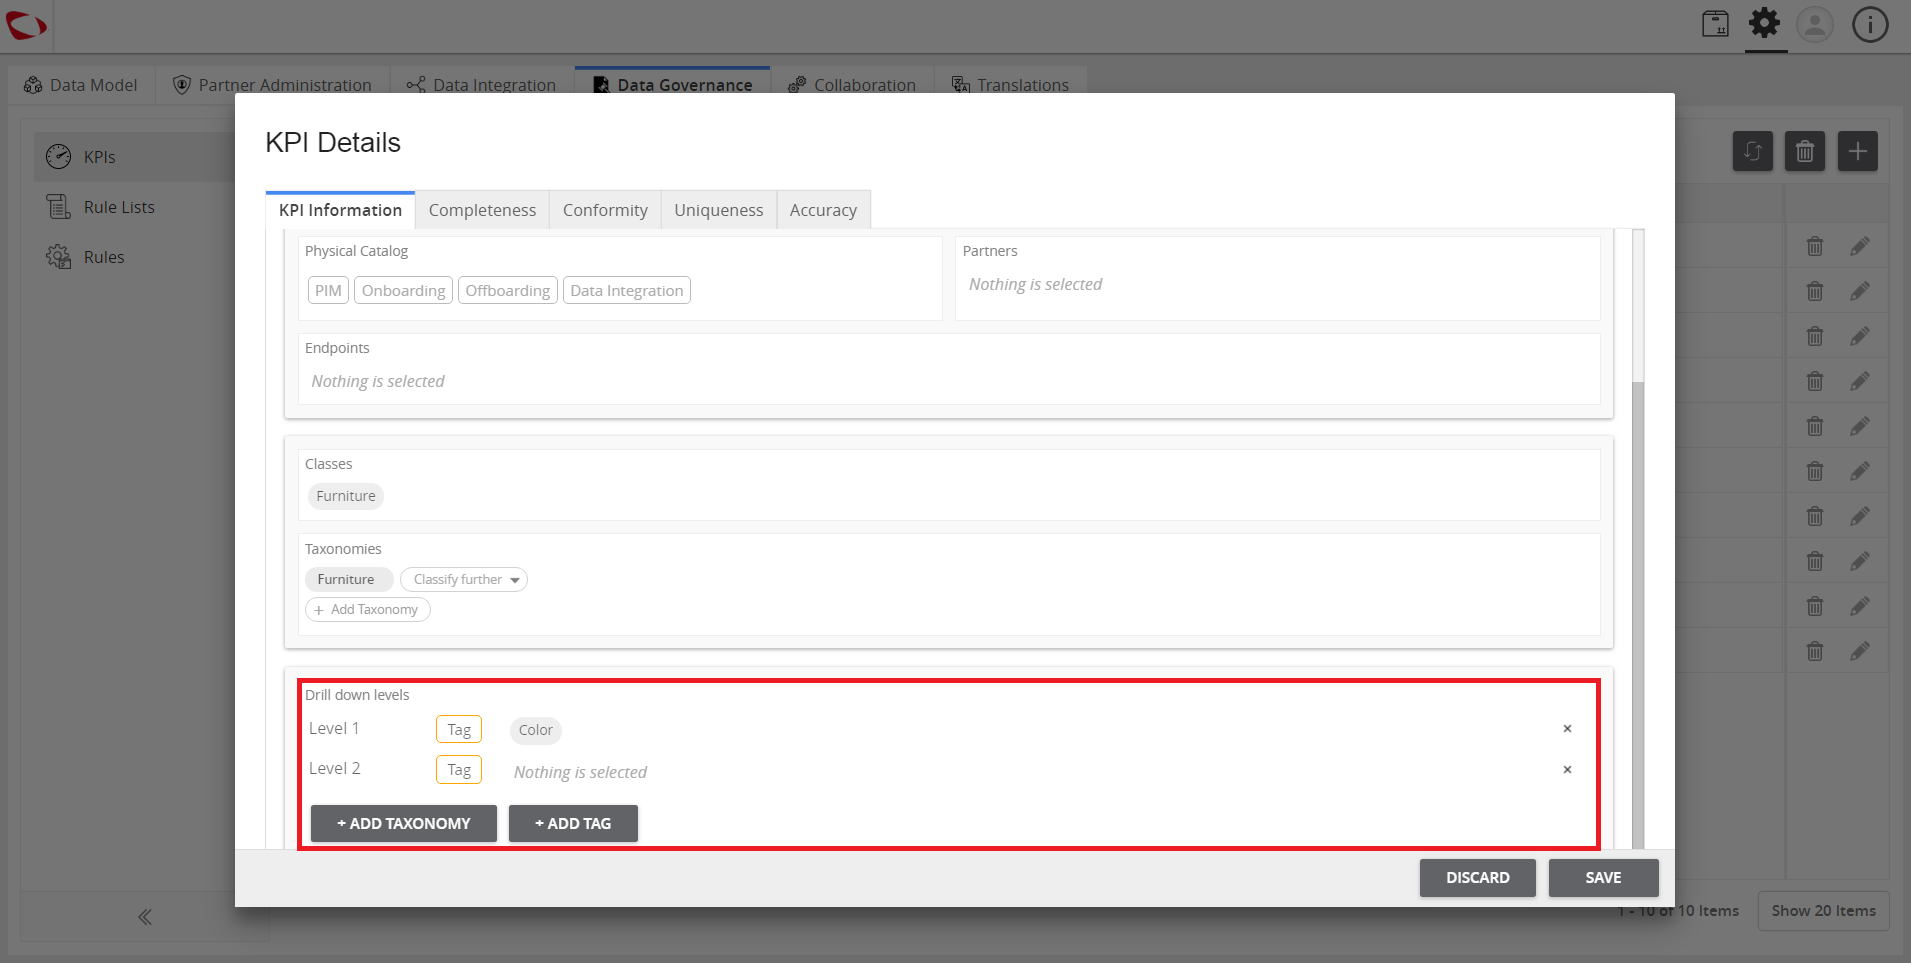 Data Model Partner Administration Data Integration Data Governance Collaboration Translations
KPIs
Rule Lists
Rules
KPI Details
KPI Information Completeness Conformity Uniqueness Accuracy
Physical Catalog
PIM Onboarding Offboarding Data Integration
Partners
Nothing is selected
Endpoints
Nothing is selected
Classes
Furniture
Taxonomies
Furniture Classify further
+ Add Taxonomy
Drill down levels
Level 1 Tag Color ×
Level 2 Tag Nothing is selected ×
+ ADD TAXONOMY + ADD TAG
DISCARD SAVE
1 - 10 of 10 Items Show 20 Items